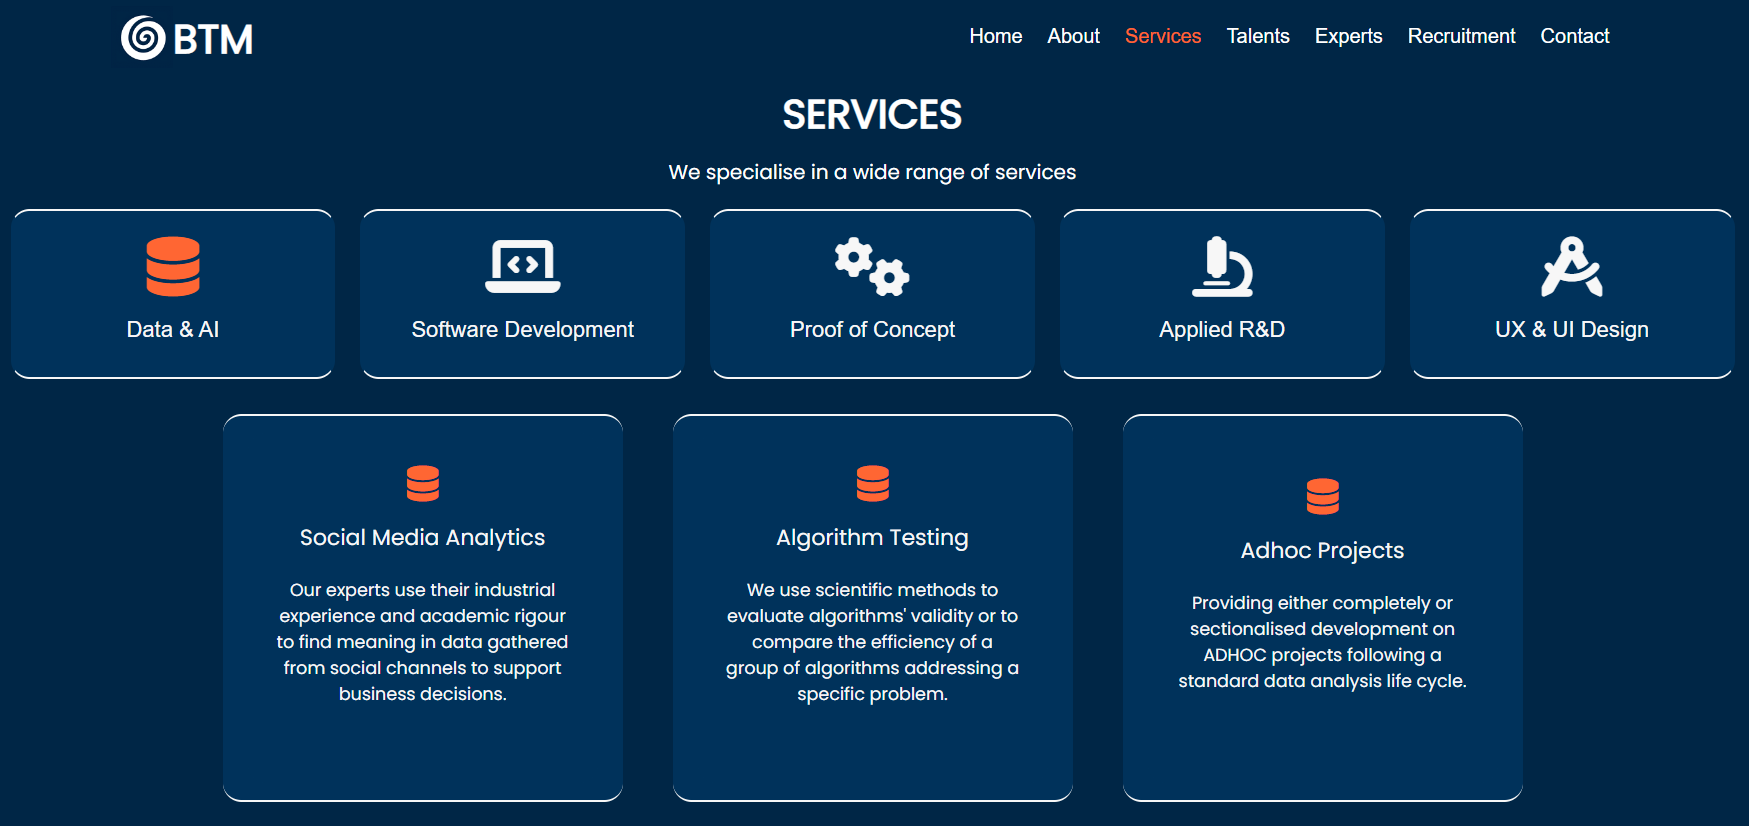 BTM
Home About Services Talents Experts Recruitment Contact
SERVICES
We specialise in a wide range of services
Data & AI
Software Development
Proof of Concept
Applied R&D
UX & UI Design
Social Media Analytics
Our experts use their industrial
experience and academic rigour
to find meaning in data gathered
from social channels to support
business decisions.
Algorithm Testing
We use scientific methods to
evaluate algorithms' validity or to
compare the efficiency of a
group of algorithms addressing a
specific problem.
Adhoc Projects
Providing either completely or
sectionalised development on
ADHOC projects following a
standard data analysis life cycle.